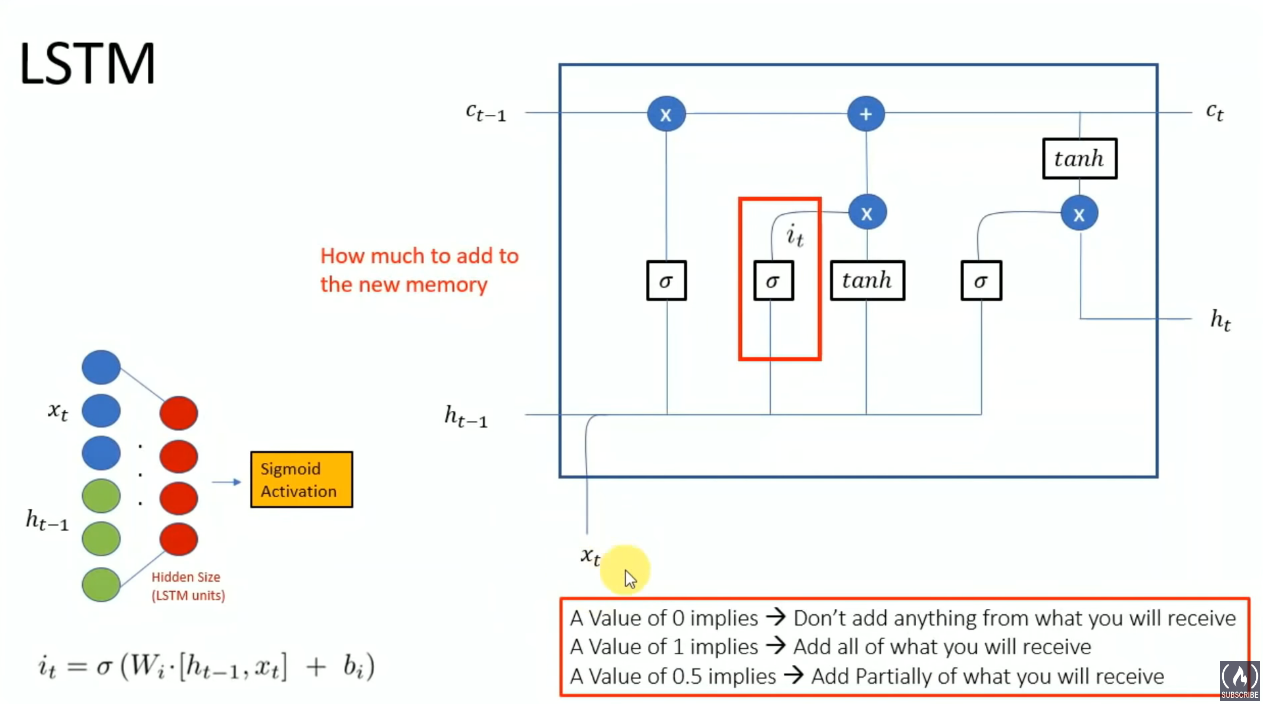 LSTM
c_{t-1}
x
+
c_t
tanh
x
x
i_t
How much to add to
the new memory
σ
σ
tanh
σ
h_t
h_{t-1}
x_t
x_t
.
.
.
h_{t-1}
Sigmoid
Activation
Hidden Size
(LSTM units)
i_t = σ (W_i·[h_{t-1}, x_t] + b_i)
A Value of 0 implies → Don't add anything from what you will receive
A Value of 1 implies → Add all of what you will receive
A Value of 0.5 implies → Add Partially of what you will receive
SUBSCRIBE